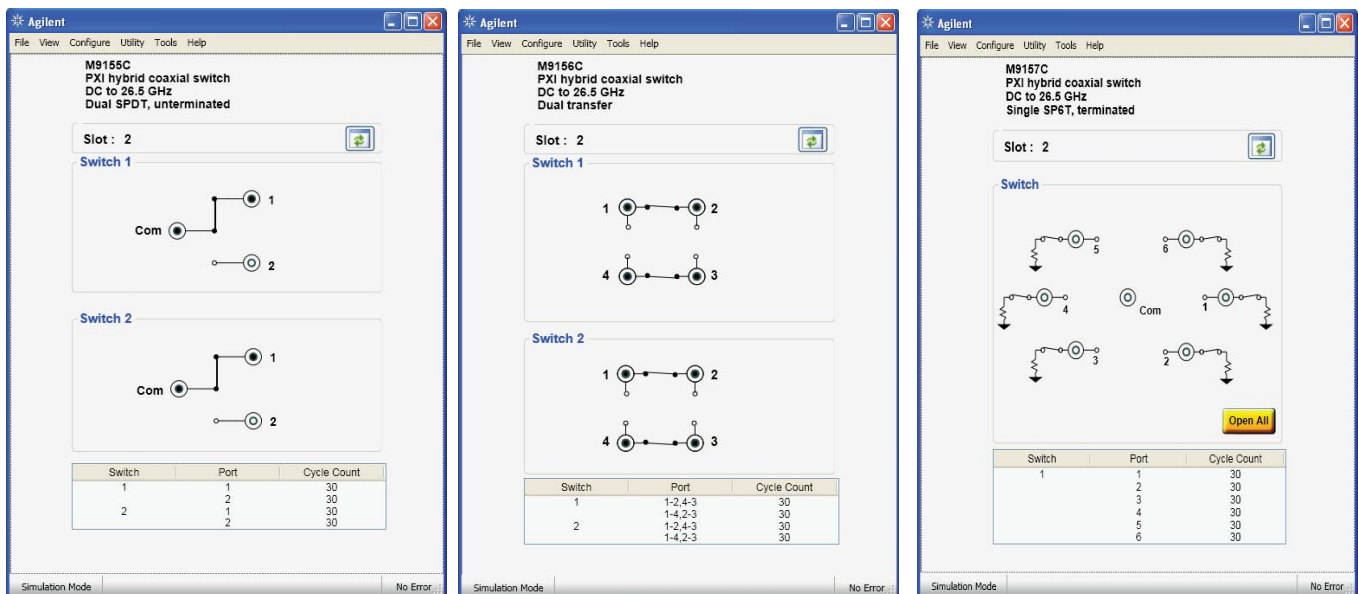 Agilent
File View Configure Utility Tools Help
M9155C
PXI hybrid coaxial switch
DC to 26.5 GHz
Dual SPDT, unterminated
Slot : 2
Switch 1
1
Com
2
Switch 2
1
Com
2
Switch Port Cycle Count
1 1 30
2 30
2 1 30
2 30
Simulation Mode No Error
Agilent
File View Configure Utility Tools Help
M9156C
PXI hybrid coaxial switch
DC to 26.5 GHz
Dual transfer
Slot : 2
Switch 1
1 2
4 3
Switch 2
1 2
4 3
Switch Port Cycle Count
1 1-2,4-3 30
1-4,2-3 30
2 1-2,4-3 30
1-4,2-3 30
Simulation Mode No Error
Agilent
File View Configure Utility Tools Help
M9157C
PXI hybrid coaxial switch
DC to 26.5 GHz
Single SP6T, terminated
Slot : 2
Switch
5 6
4 Com 1
3 2
Open All
Switch Port Cycle Count
1 1 30
2 30
3 30
4 30
5 30
6 30
Simulation Mode No Error